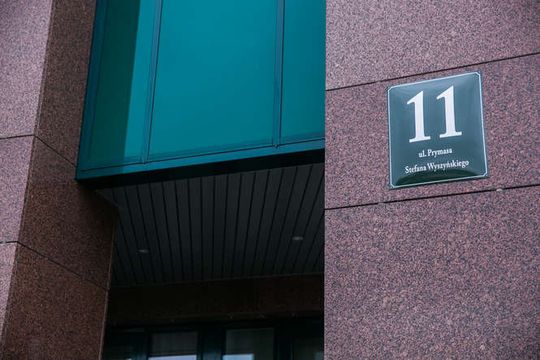 11
ul. Prymasa
Stefana Wyszyńskiego